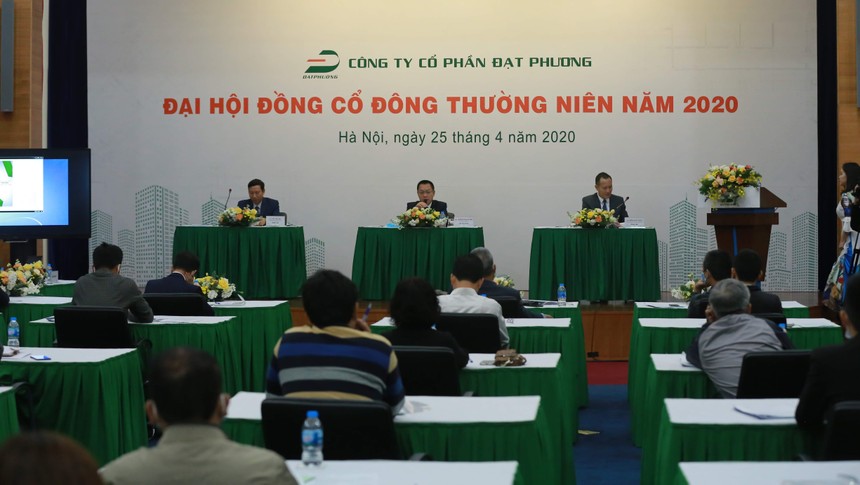 ĐATPHUONG
CÔNG TY CỔ PHẦN ĐẠT PHƯƠNG
ĐẠI HỘI ĐỒNG CỔ ĐÔNG THƯỜNG NIÊN NĂM 2020
Hà Nội, ngày 25 tháng 4 năm 2020